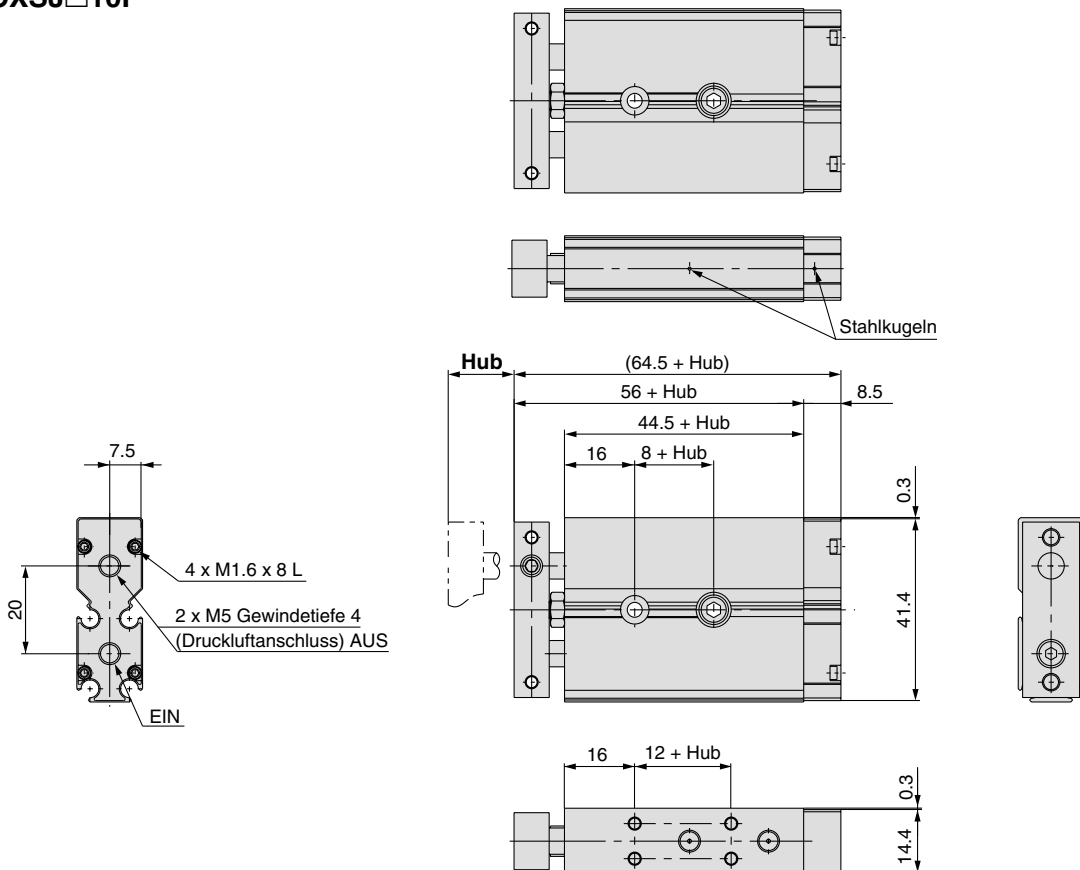 Stahlkugeln
Hub
(64.5 + Hub)
56 + Hub
8.5
44.5 + Hub
16
8 + Hub
0.3
41.4
7.5
20
4 x M1.6 x 8 L
2 x M5 Gewindetiefe 4
(Druckluftanschluss) AUS
EIN
16
12 + Hub
0.3
14.4